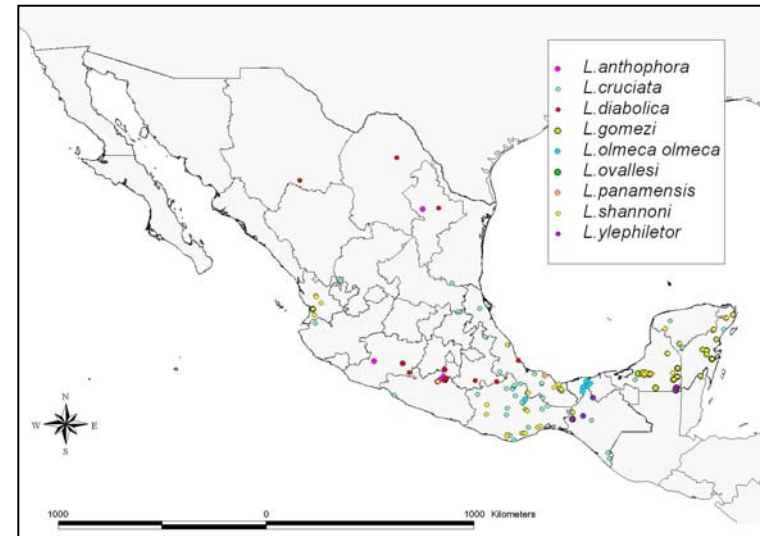 L.anthophora
L.cruciata
L.diabolica
L.gomezi
L.olmeca olmeca
L.ovallesi
L.panamensis
L.shannoni
L.ylephiletor
N
W E
S
1000 0 1000 Kilometers